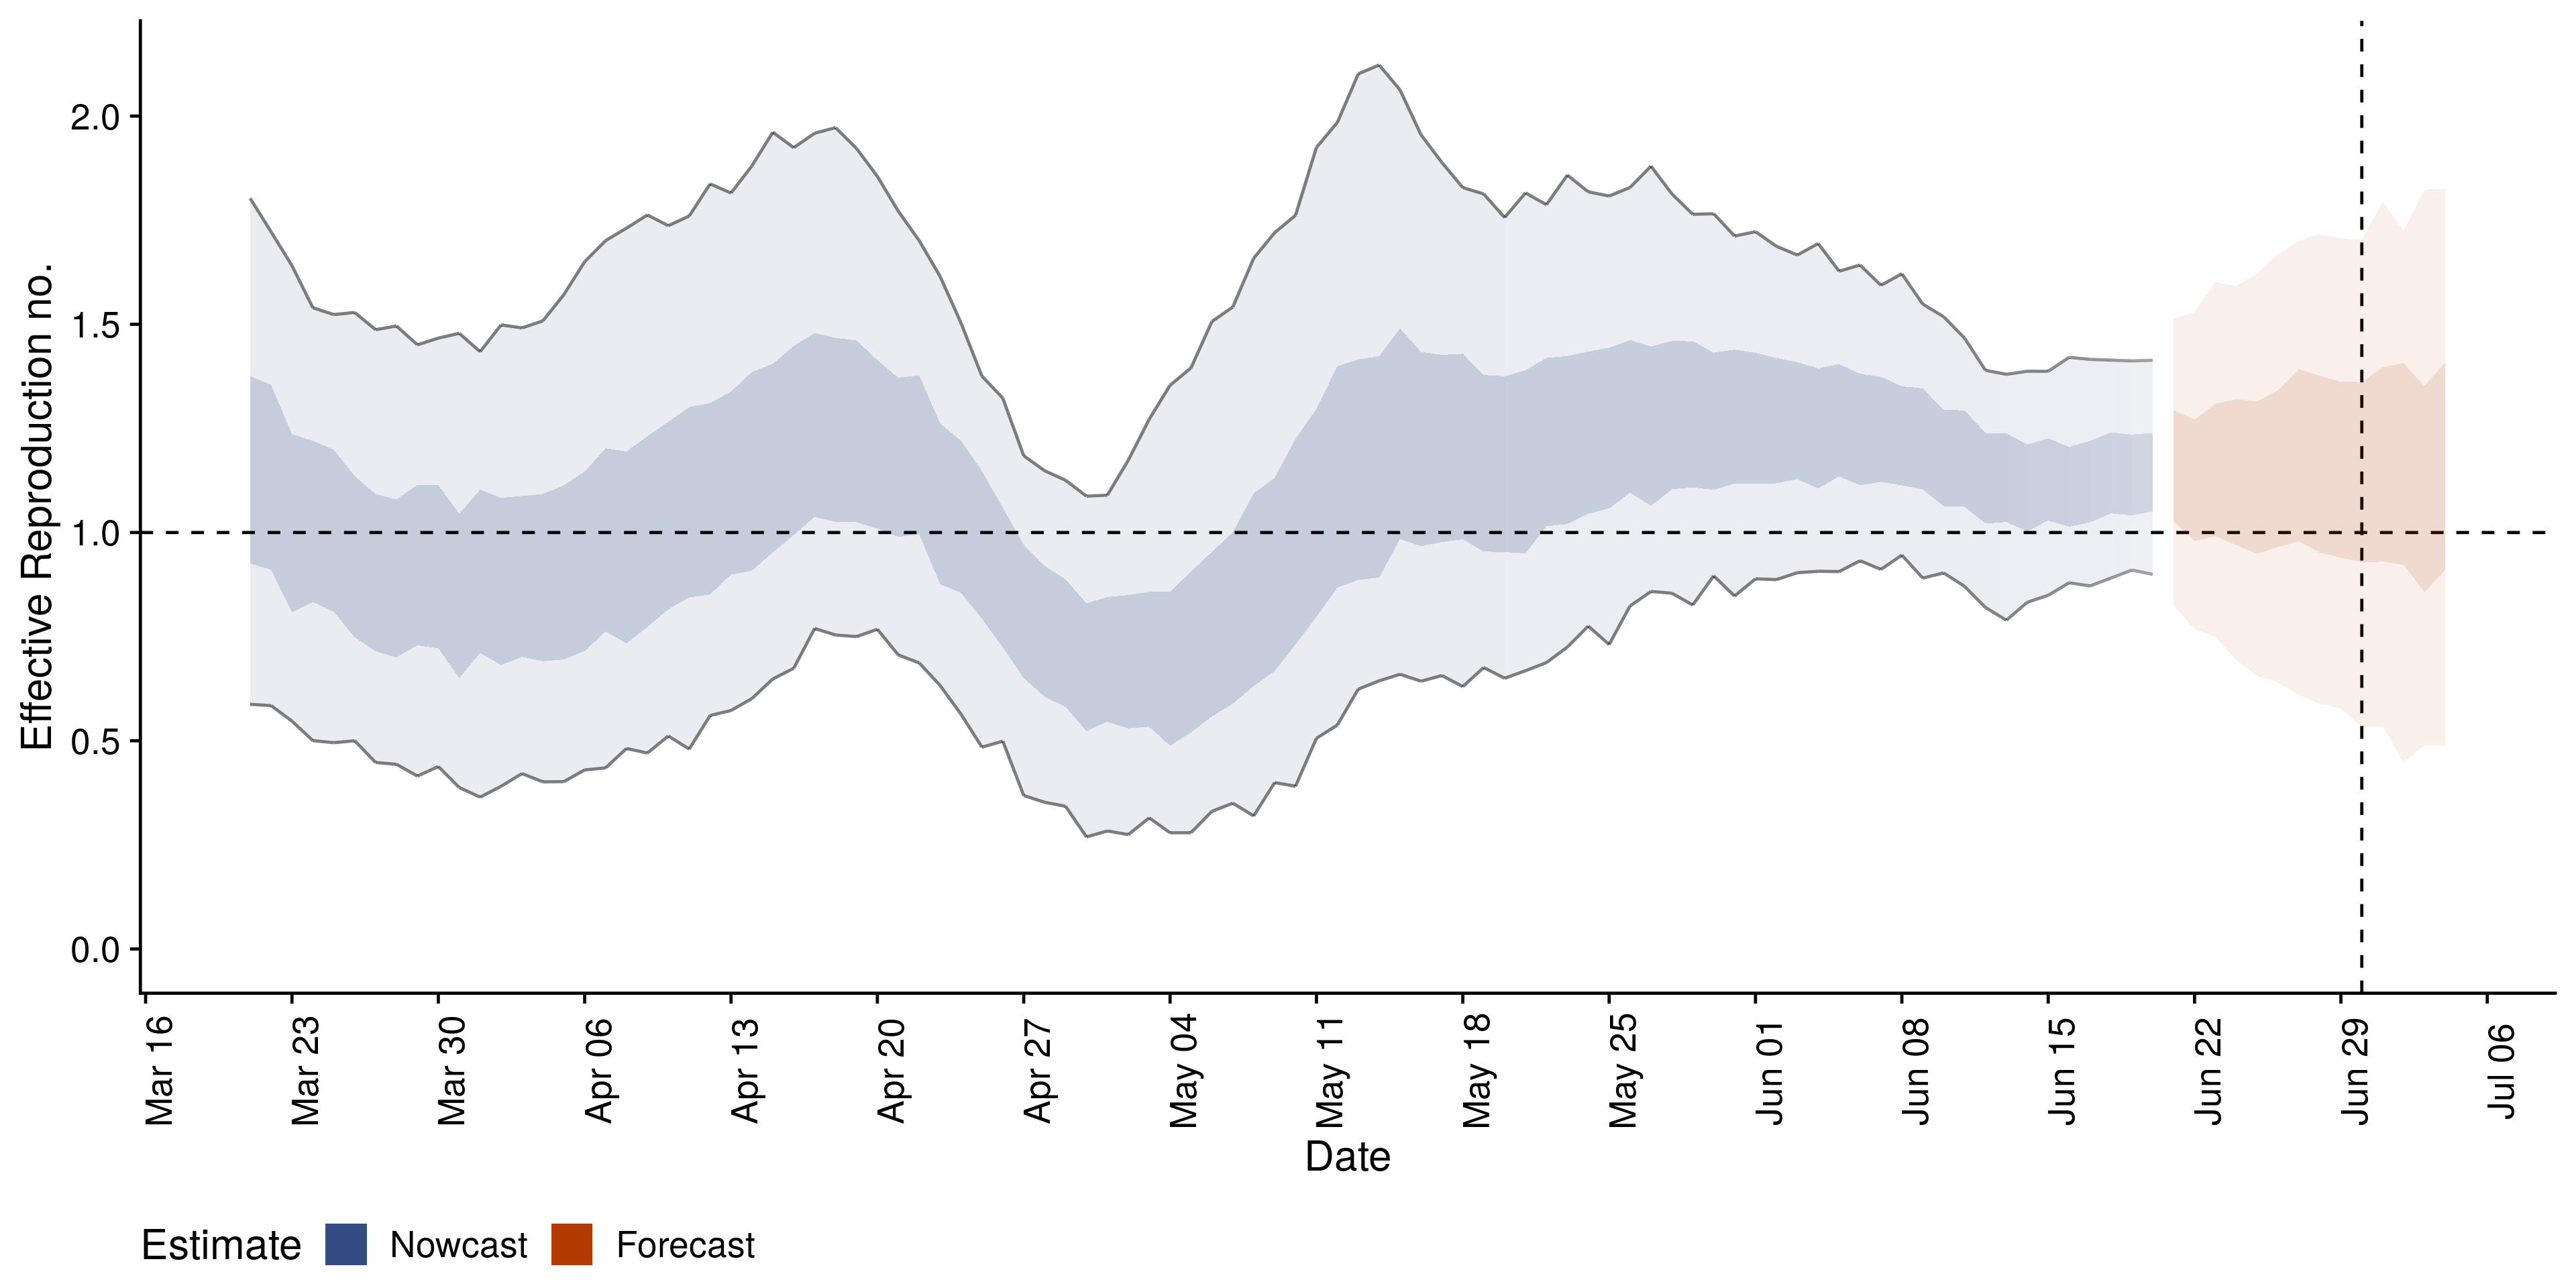 Effective Reproduction no.
2.0
1.5
1.0
0.5
0.0
Mar 16
Mar 23
Mar 30
Apr 06
Apr 13
Apr 20
Apr 27
May 04
May 11
May 18
May 25
Jun 01
Jun 08
Jun 15
Jun 22
Jun 29
Jul 06
Date
Estimate Nowcast Forecast